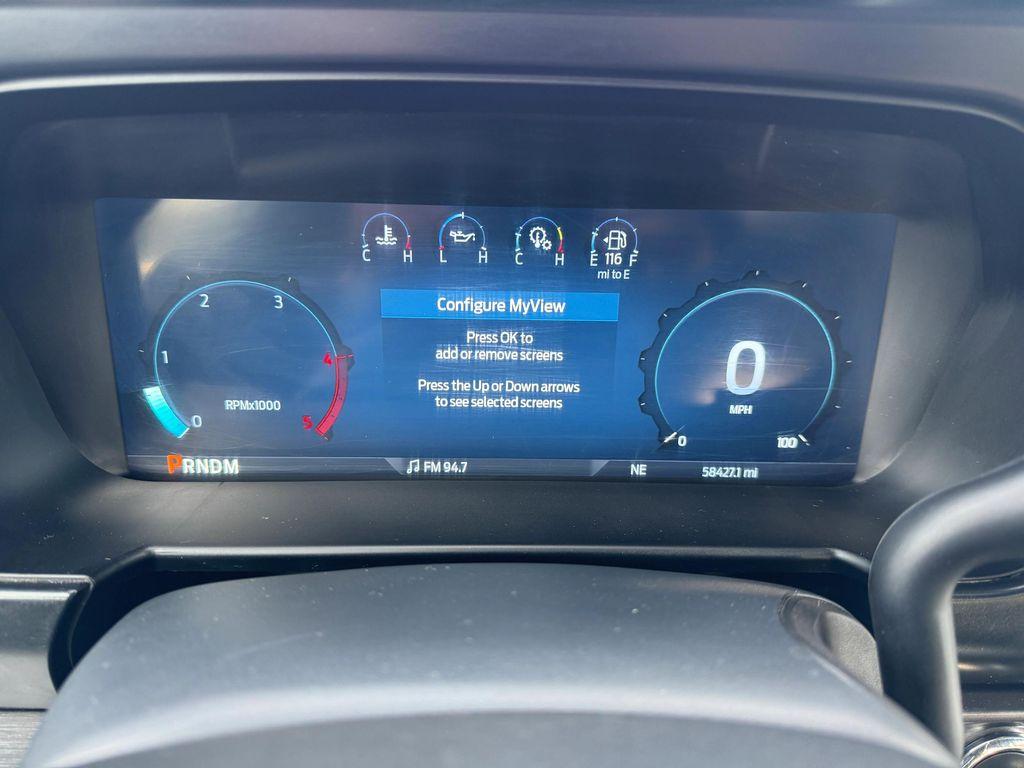 C H L H C H E 116 F
mi to E
Configure MyView
Press OK to
add or remove screens
Press the Up or Down arrows
to see selected screens
2 3
1 4
RPMx1000
0 5
0
MPH
0 100
PRNDM
FM 94.7
NE
58427.1 mi